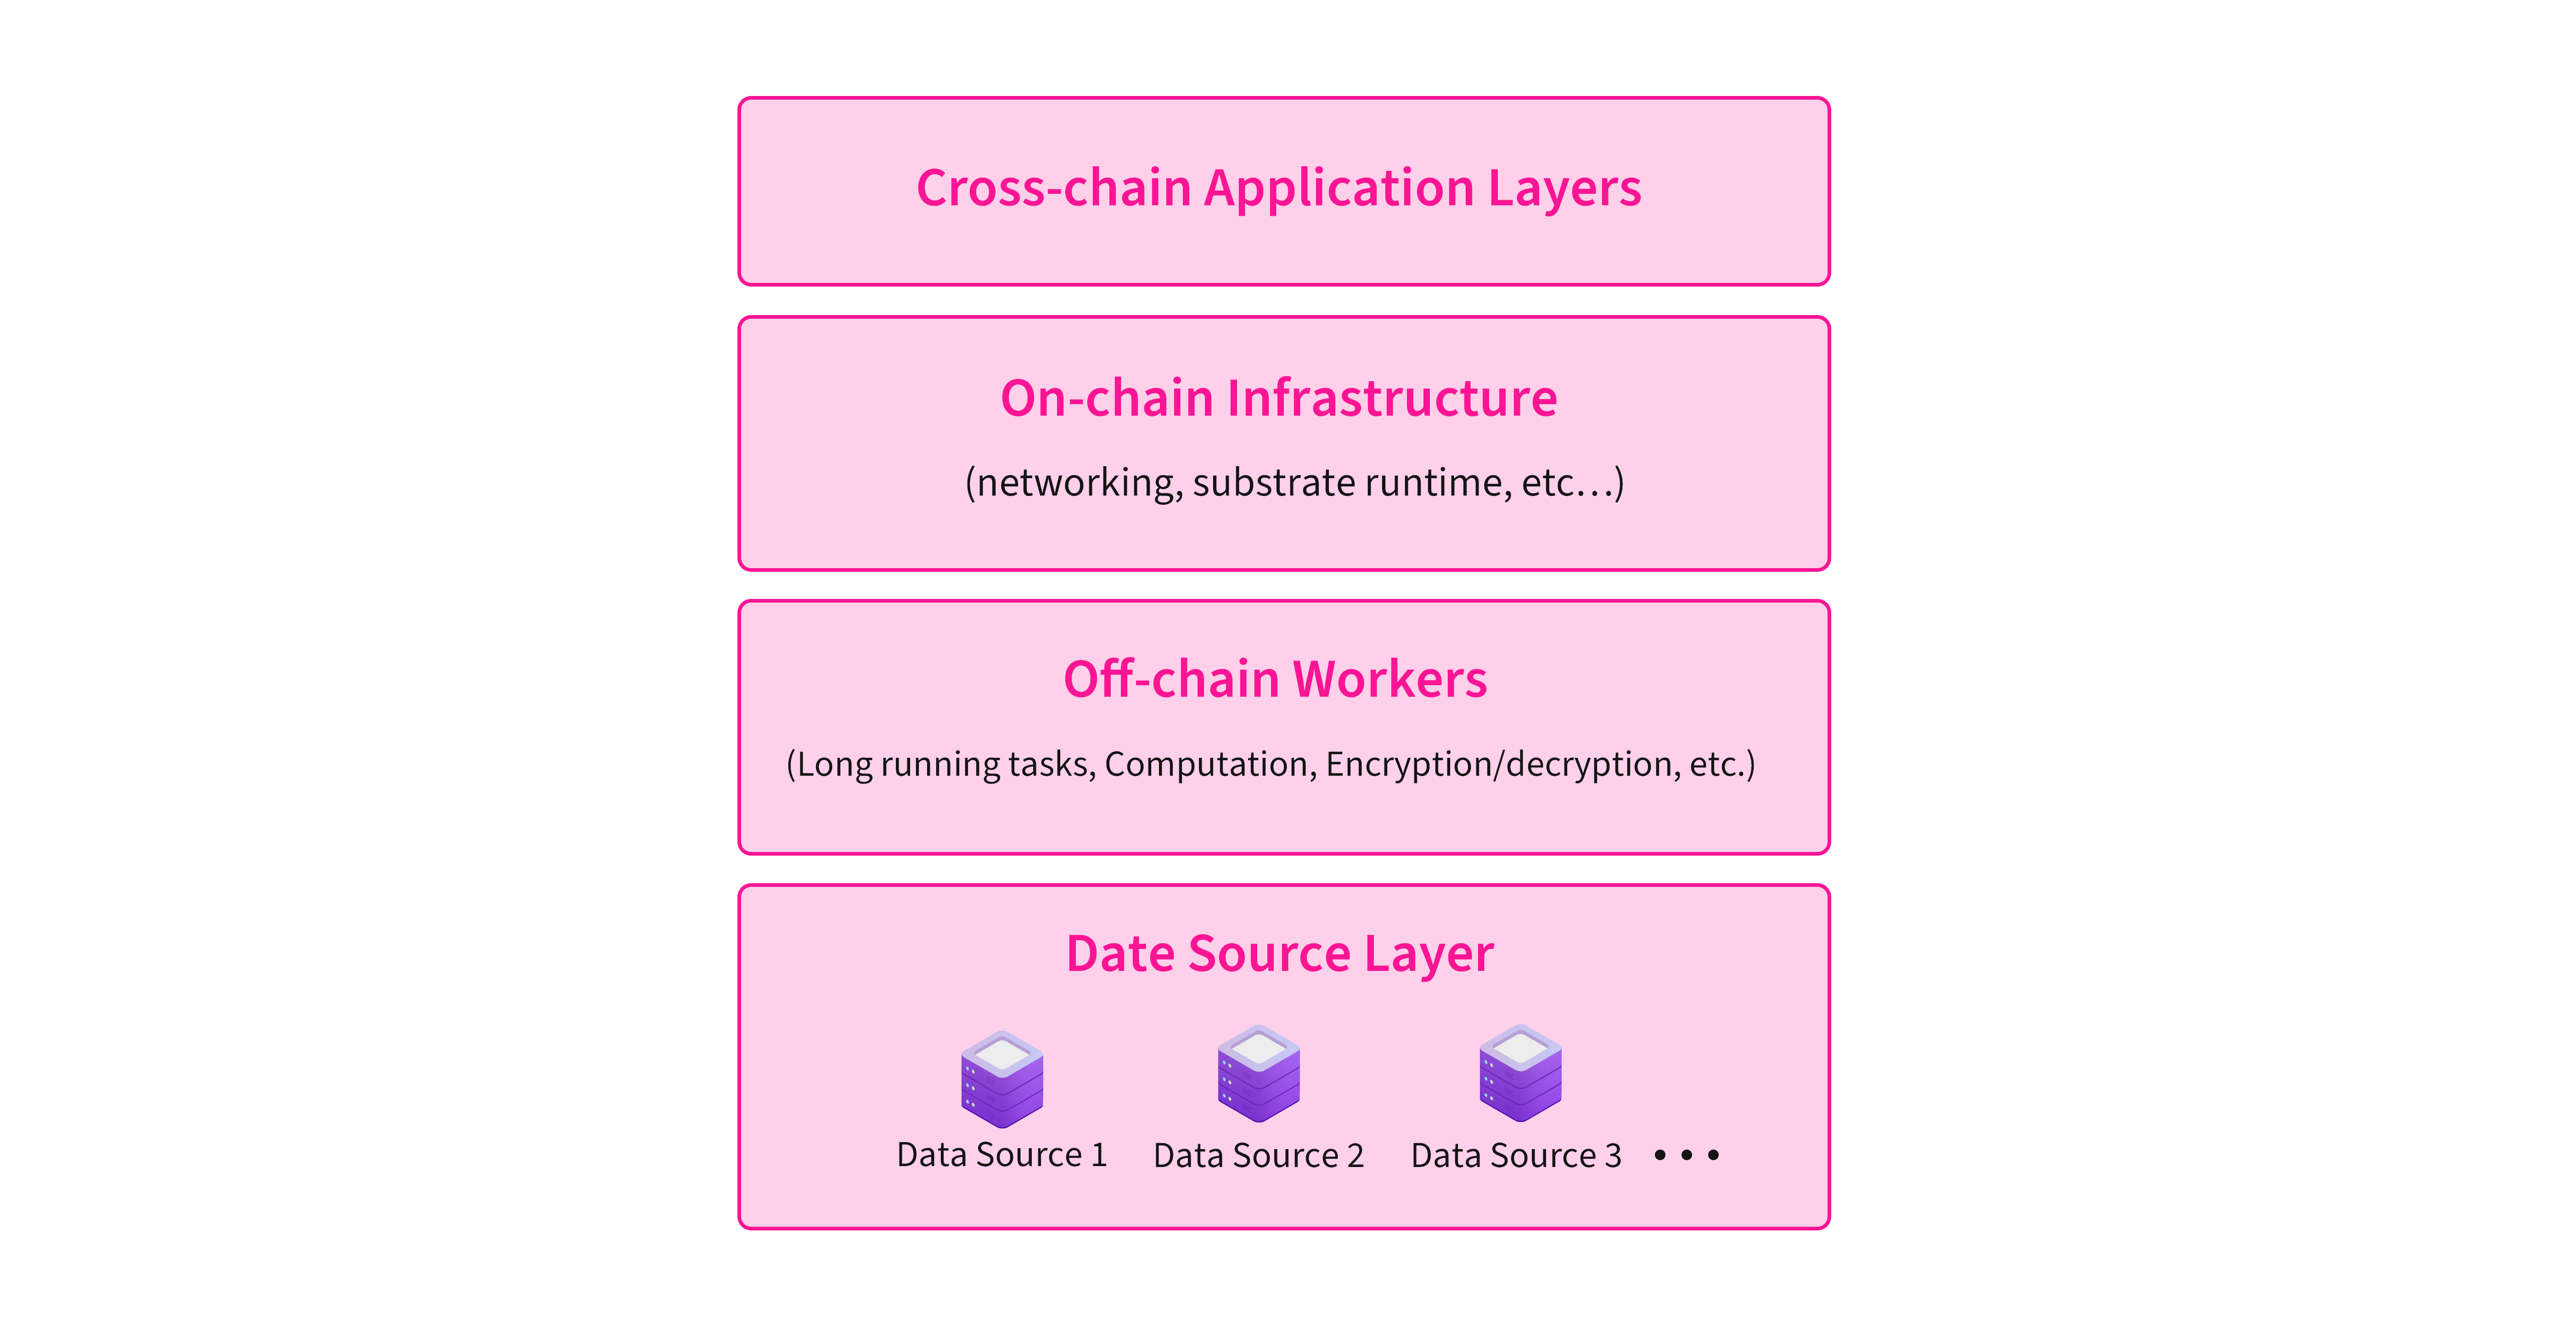 Cross-chain Application Layers
On-chain Infrastructure
(networking, substrate runtime, etc…)
Off-chain Workers
(Long running tasks, Computation, Encryption/decryption, etc.)
Date Source Layer
Data Source 1 Data Source 2 Data Source 3 • • •